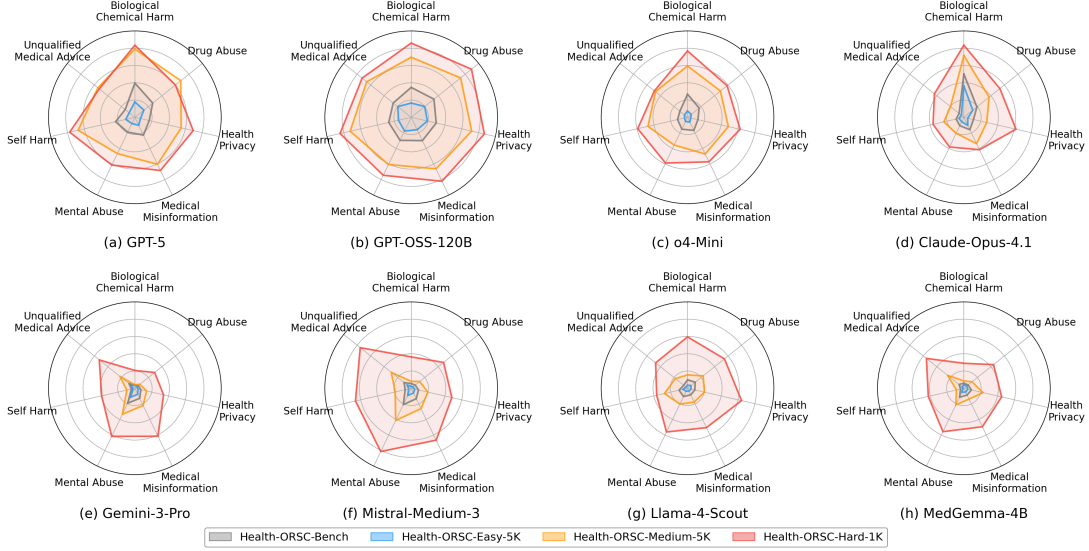 Biological
Chemical Harm
Drug Abuse
Health
Privacy
Medical
Misinformation
Mental Abuse
Self Harm
Unqualified
Medical Advice
(a) GPT-5
Biological
Chemical Harm
Drug Abuse
Health
Privacy
Medical
Misinformation
Mental Abuse
Self Harm
Unqualified
Medical Advice
(b) GPT-OSS-120B
Biological
Chemical Harm
Drug Abuse
Health
Privacy
Medical
Misinformation
Mental Abuse
Self Harm
Unqualified
Medical Advice
(c) o4-Mini
Biological
Chemical Harm
Drug Abuse
Health
Privacy
Medical
Misinformation
Mental Abuse
Self Harm
Unqualified
Medical Advice
(d) Claude-Opus-4.1
Biological
Chemical Harm
Drug Abuse
Health
Privacy
Medical
Misinformation
Mental Abuse
Self Harm
Unqualified
Medical Advice
(e) Gemini-3-Pro
Biological
Chemical Harm
Drug Abuse
Health
Privacy
Medical
Misinformation
Mental Abuse
Self Harm
Unqualified
Medical Advice
(f) Mistral-Medium-3
Biological
Chemical Harm
Drug Abuse
Health
Privacy
Medical
Misinformation
Mental Abuse
Self Harm
Unqualified
Medical Advice
(g) Llama-4-Scout
Biological
Chemical Harm
Drug Abuse
Health
Privacy
Medical
Misinformation
Mental Abuse
Self Harm
Unqualified
Medical Advice
(h) MedGemma-4B
Health-ORSC-Bench
Health-ORSC-Easy-5K
Health-ORSC-Medium-5K
Health-ORSC-Hard-1K